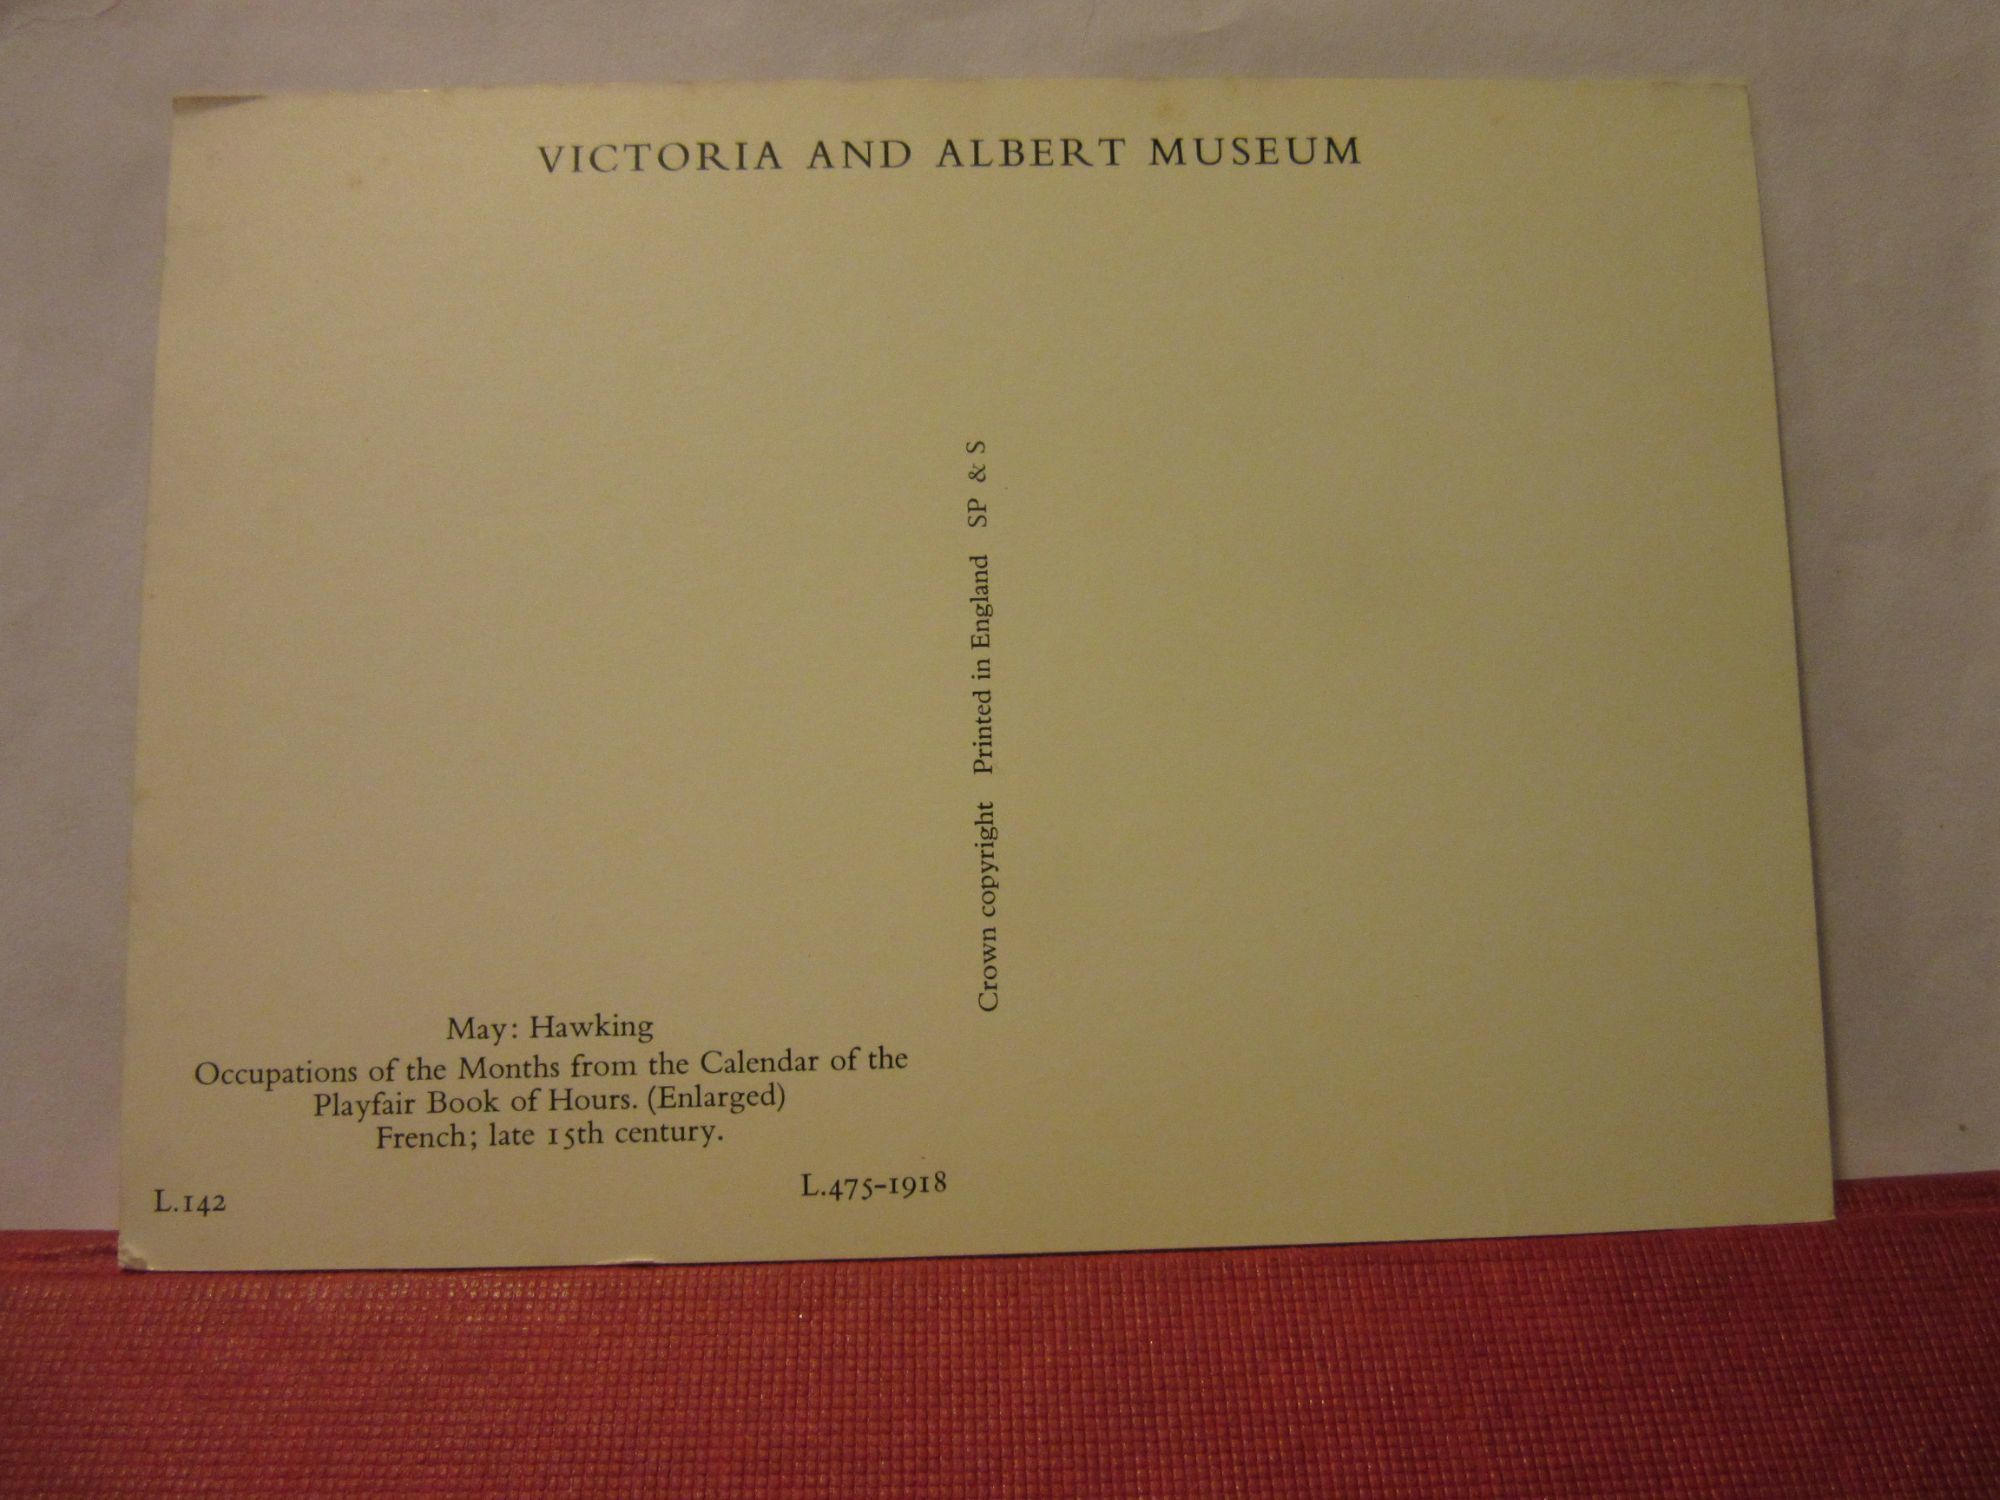 VICTORIA AND ALBERT MUSEUM
Crown copyright Printed in England SP & S
May: Hawking
Occupations of the Months from the Calendar of the
Playfair Book of Hours. (Enlarged)
French; late 15th century.
L.142
L.475-1918